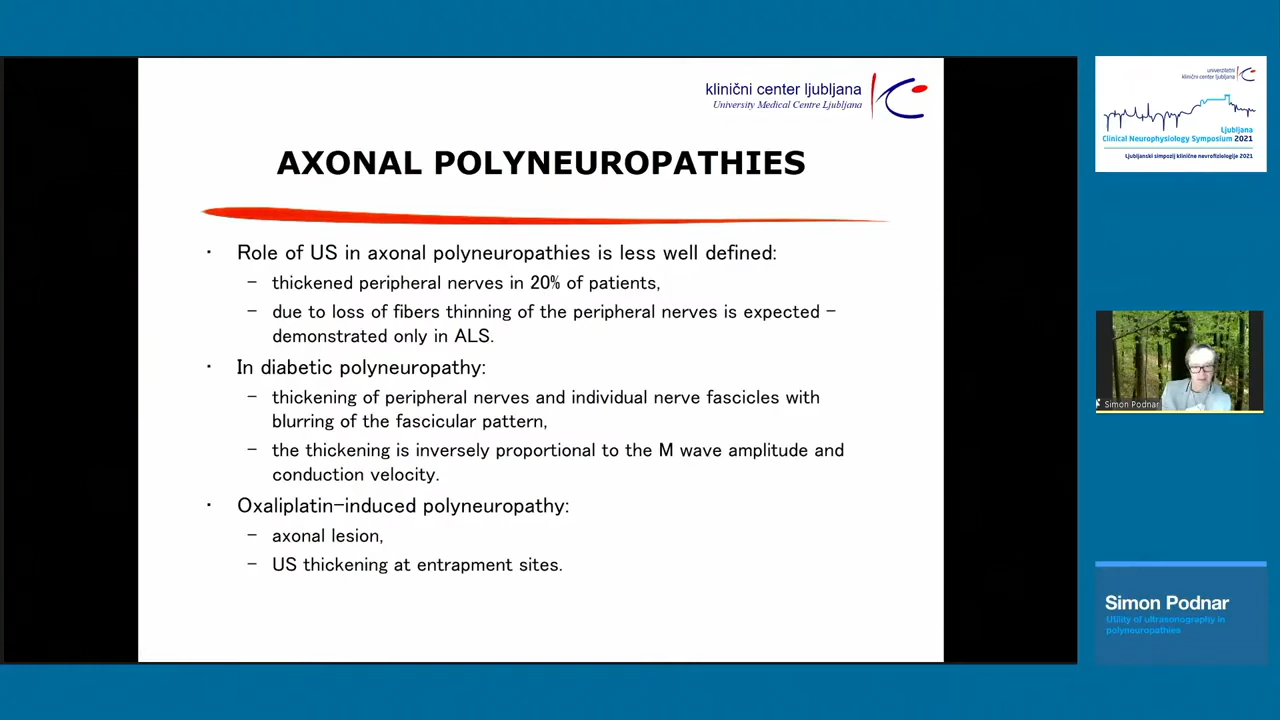 klinični center ljubljana
University Medical Centre Ljubljana
AXONAL POLYNEUROPATHIES
· Role of US in axonal polyneuropathies is less well defined:
– thickened peripheral nerves in 20% of patients,
– due to loss of fibers thinning of the peripheral nerves is expected –
demonstrated only in ALS.
· In diabetic polyneuropathy:
– thickening of peripheral nerves and individual nerve fascicles with
blurring of the fascicular pattern,
– the thickening is inversely proportional to the M wave amplitude and
conduction velocity.
· Oxaliplatin-induced polyneuropathy:
– axonal lesion,
– US thickening at entrapment sites.
univerzitetni
klinični center ljubljana
Ljubljana
Clinical Neurophysiology Symposium 2021
Ljubljanski simpozij klinične nevrofiziologije 2021
Simon Podnar
Simon Podnar
Utility of ultrasonography in
polyneuropathies